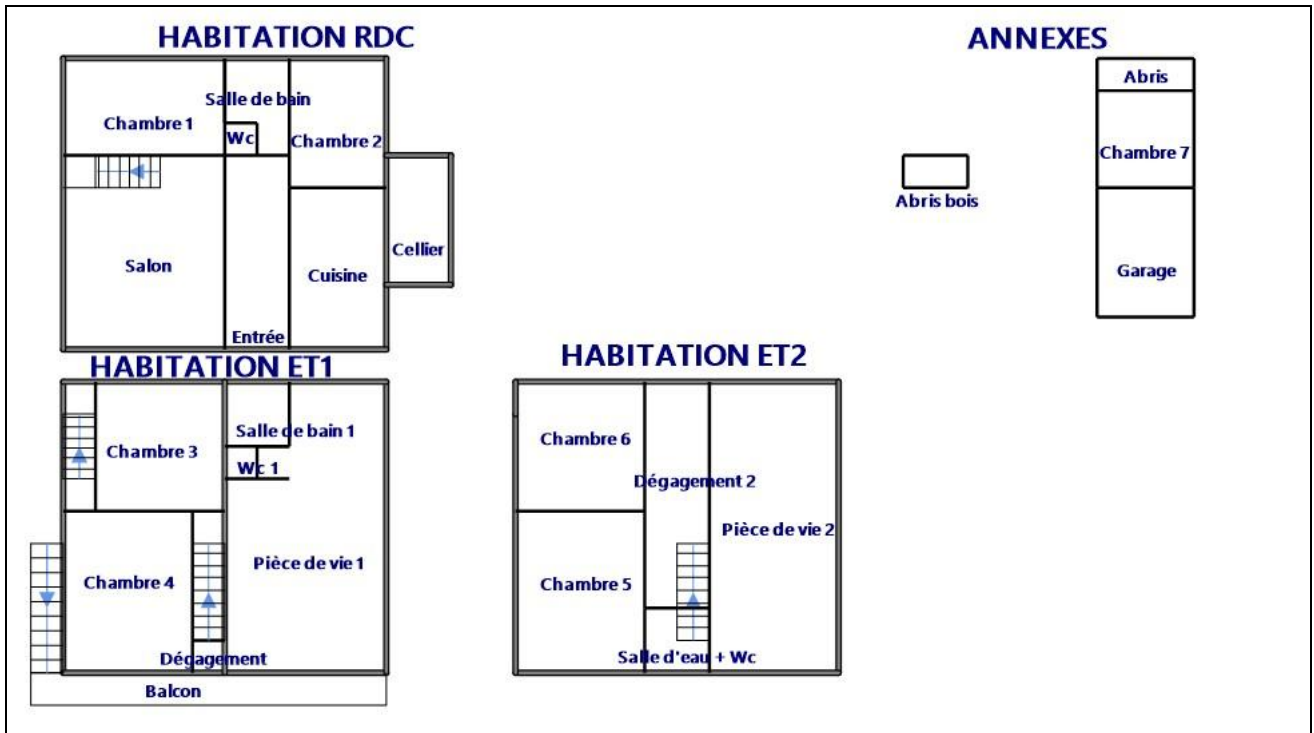 HABITATION RDC
Salle de bain
Chambre 1
Wc
Chambre 2
Salon
Cellier
Cuisine
Entrée
ANNEXES
Abris
Chambre 7
Abris bois
Garage
HABITATION ET1
Salle de bain 1
Chambre 3
Wc 1
Pièce de vie 1
Chambre 4
Dégagement
Balcon
HABITATION ET2
Chambre 6
Dégagement 2
Pièce de vie 2
Chambre 5
Salle d'eau + Wc